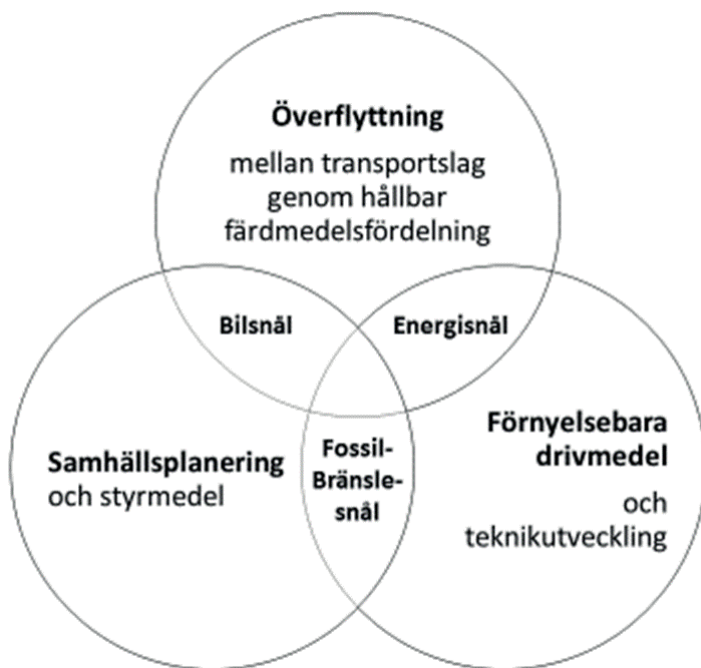 Överflyttning
mellan transportslag
genom hållbar
färdmedelsfördelning
Bilsnål
Energisnål
Samhällsplanering
och styrmedel
Fossil-
Bränsle-
snål
Förnyelsebara
drivmedel
och
teknikutveckling